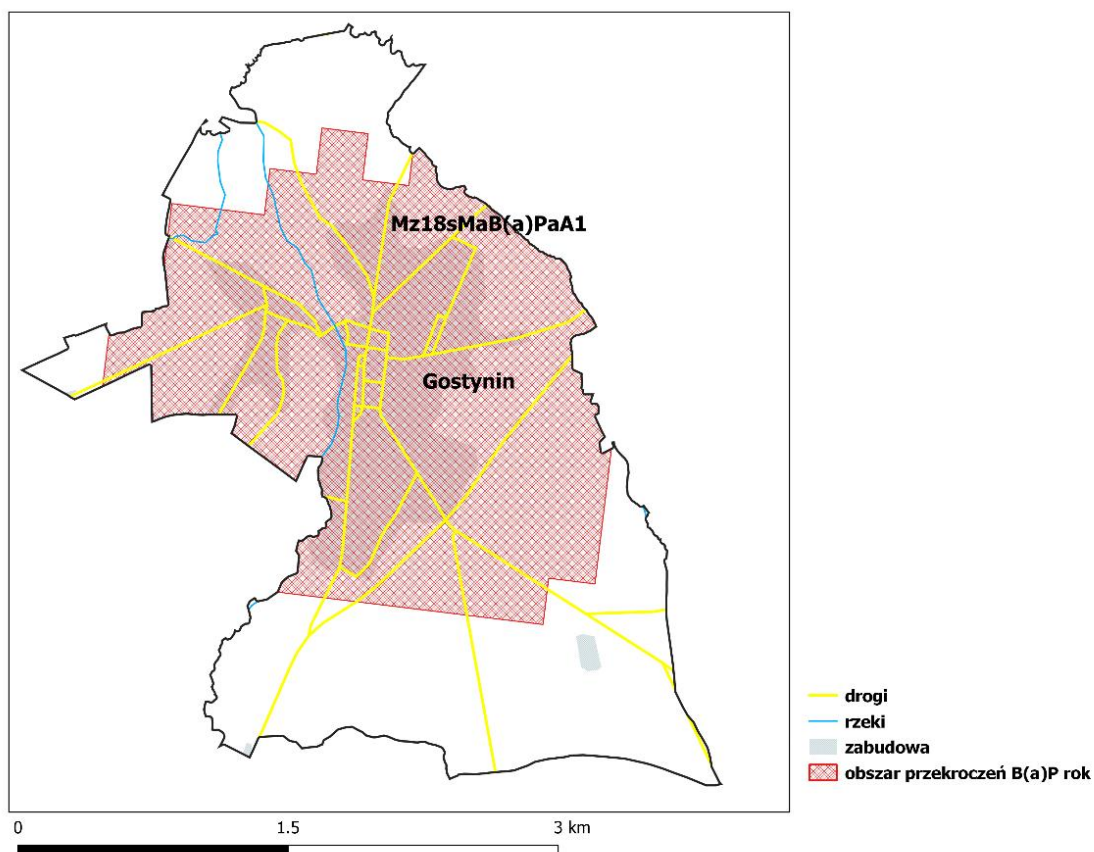 Mz18sMaB(a)PaA1
Gostynin
drogi
rzeki
zabudowa
obszar przekroczeń B(a)P rok
0 1.5 3 km